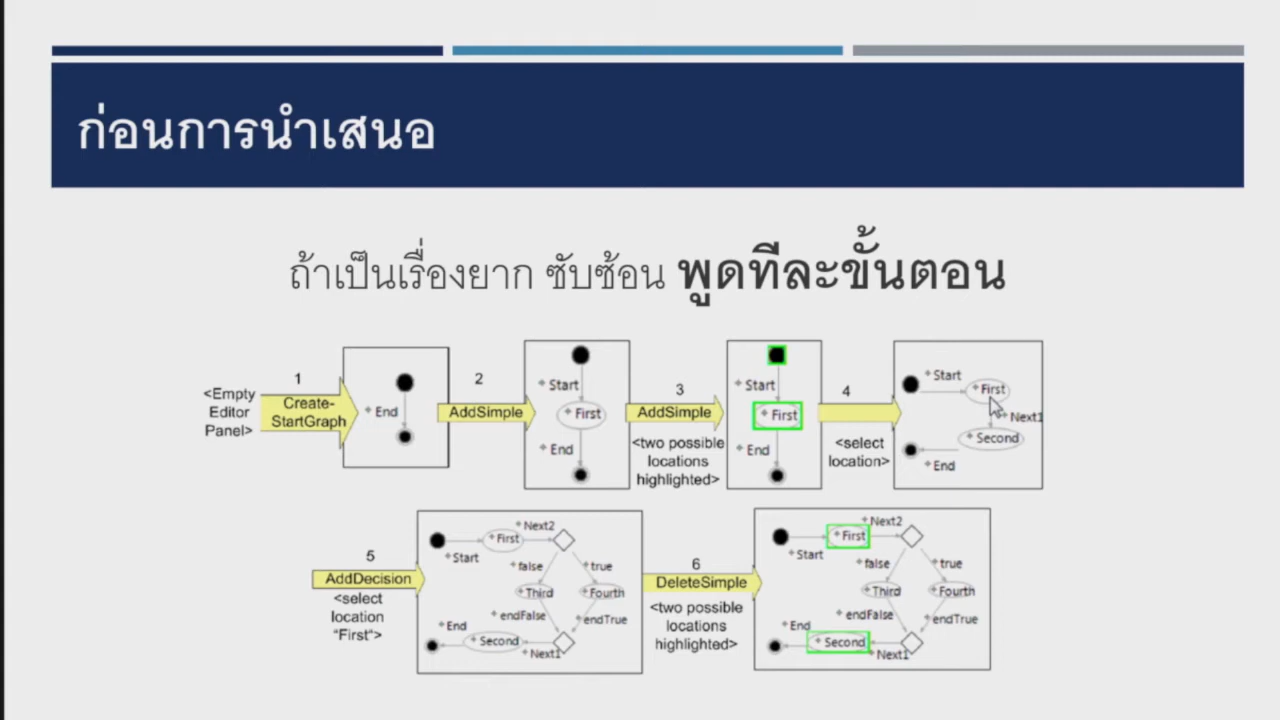 ก่อนการนำเสนอ
ถ้าเป็นเรื่องยาก ซับซ้อน พูดทีละขั้นตอน
<Empty Editor Panel>
1
Create-
StartGraph
End
2
AddSimple
Start
First
End
3
AddSimple
<two possible
locations
highlighted>
Start
First
End
4
<select
location>
Start
First
Next1
Second
End
5
AddDecision
<select
location
"First">
Next2
First
Start
false
true
Third
Fourth
endFalse
endTrue
End
Second
Next1
6
DeleteSimple
<two possible
locations
highlighted>
Next2
First
Start
false
true
Third
Fourth
endFalse
endTrue
End
Second
Next1